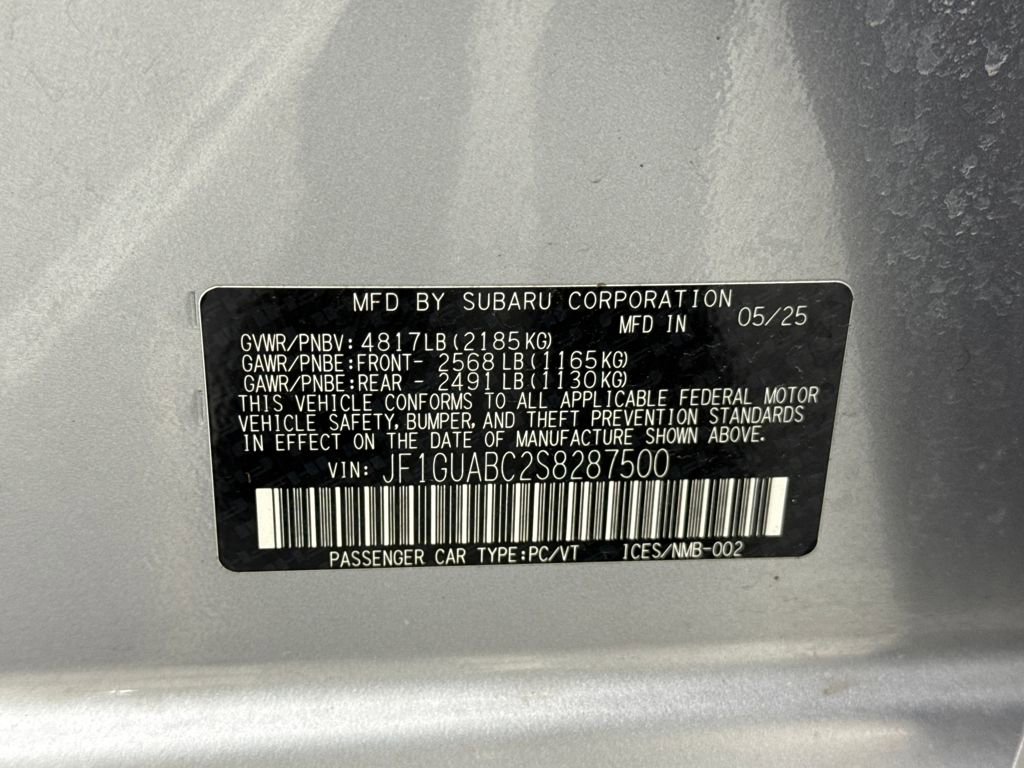 MFD BY SUBARU CORPORATION
MFD IN 05/25
GVWR/PNBV: 4817LB(2185KG)
GAWR/PNBE:FRONT- 2568 LB(1165KG)
GAWR/PNBE:REAR - 2491 LB(1130KG)
THIS VEHICLE CONFORMS TO ALL APPLICABLE FEDERAL MOTOR
VEHICLE SAFETY, BUMPER, AND THEFT PREVENTION STANDARDS
IN EFFECT ON THE DATE OF MANUFACTURE SHOWN ABOVE.
VIN: JF1GUABC2S8287500
PASSENGER CAR TYPE:PC/VT ICES/NMB-002